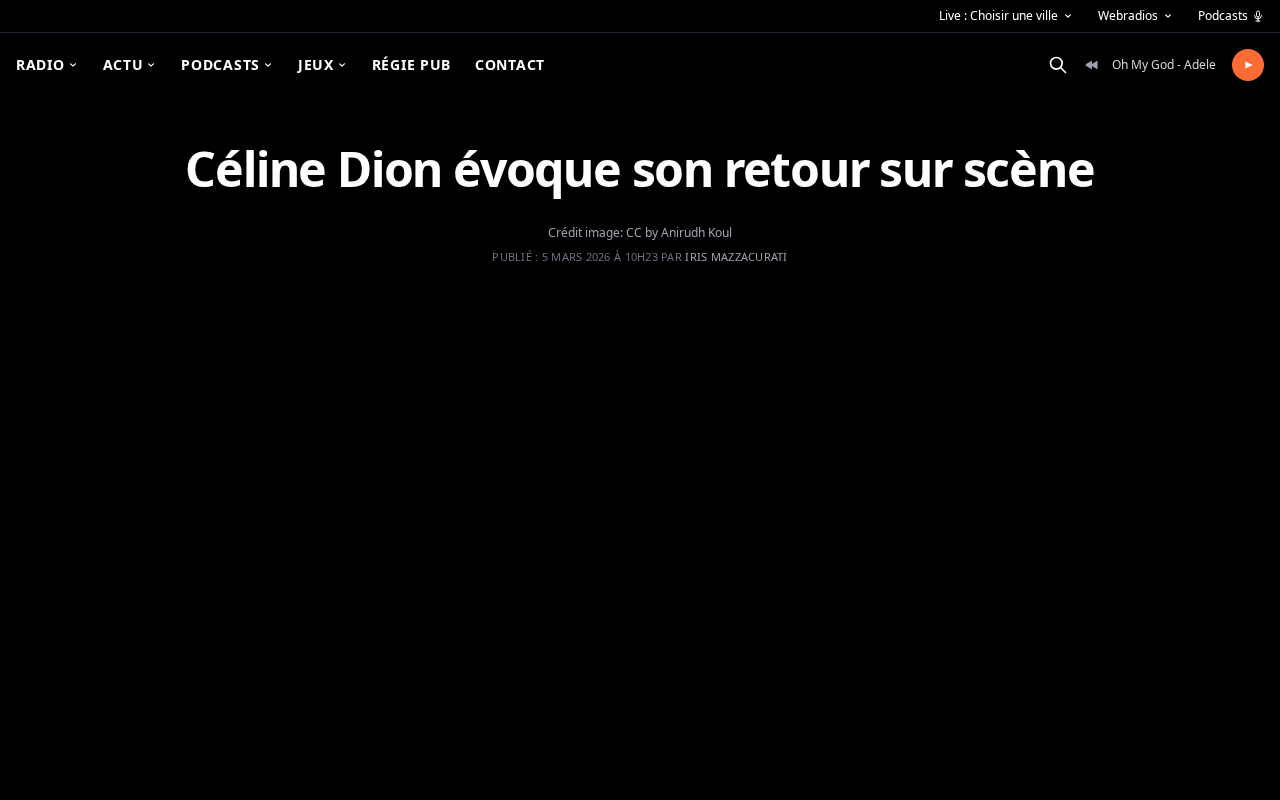 Live : Choisir une ville Webradios Podcasts
RADIO ACTU PODCASTS JEUX RÉGIE PUB CONTACT Oh My God - Adele
Céline Dion évoque son retour sur scène
Crédit image: CC by Anirudh Koul
PUBLIÉ : 5 MARS 2026 À 10H23 PAR IRIS MAZZACURATI